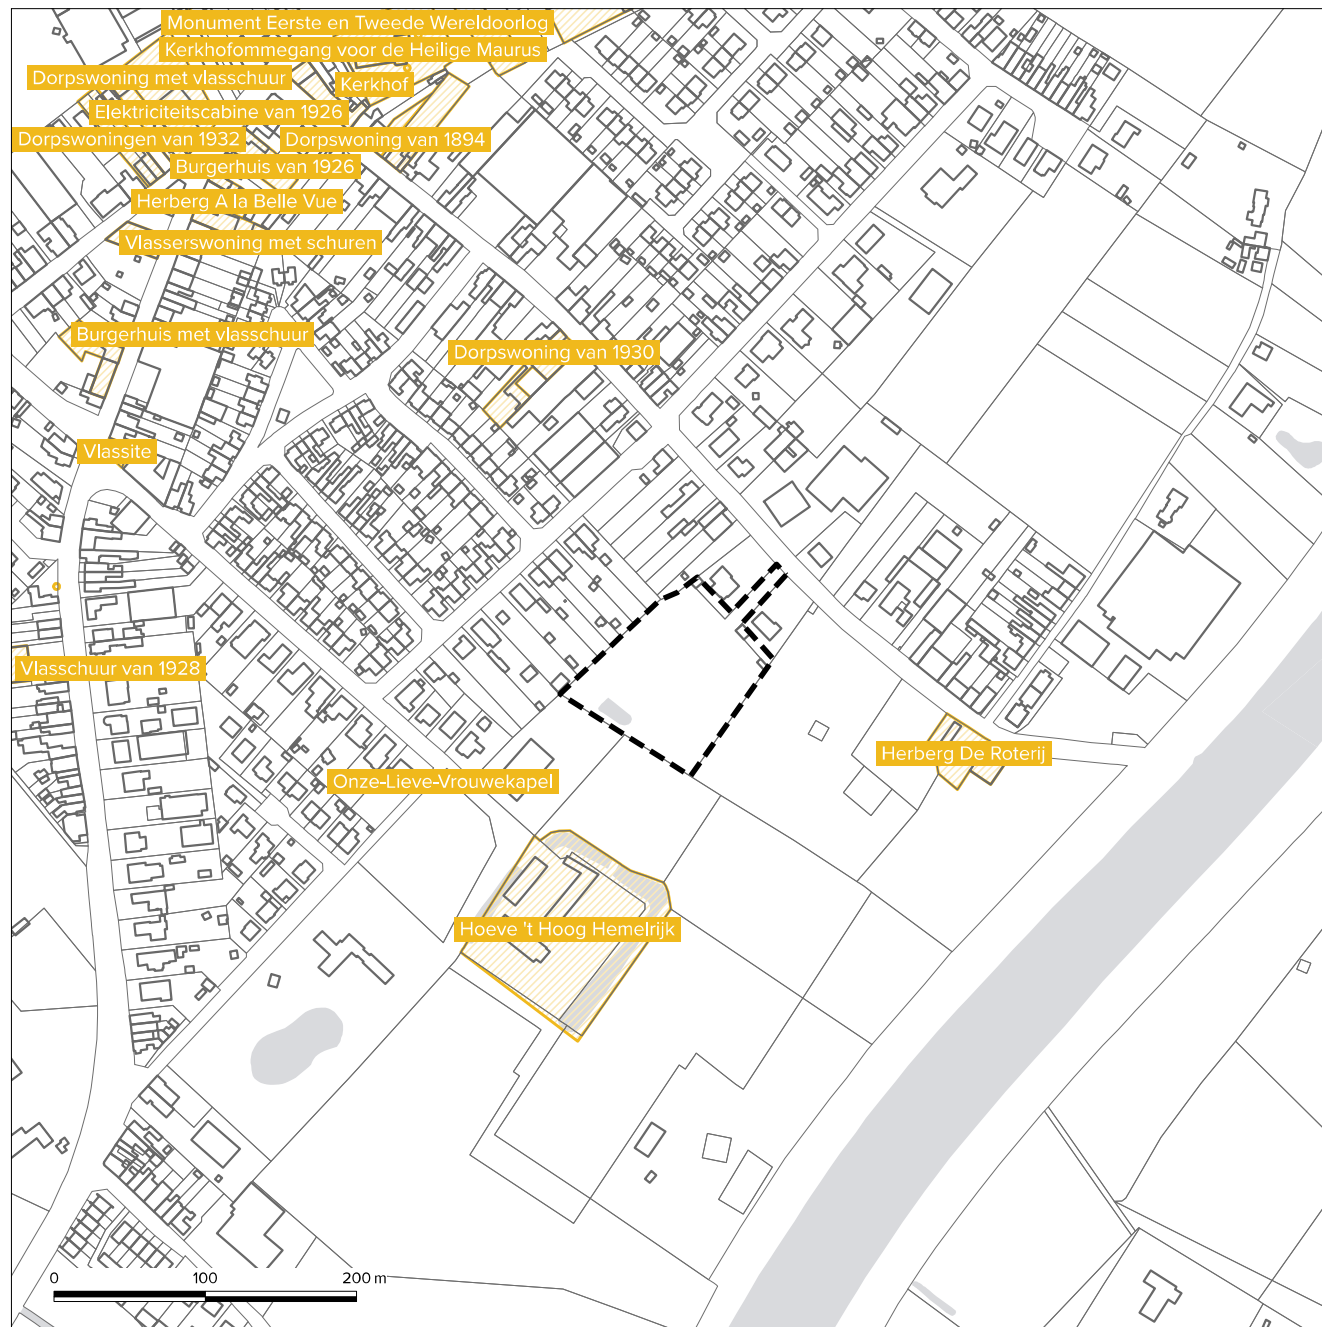 Monument Eerste en Tweede Wereldoorlog
Kerkhofommegang voor de Heilige Maurus
Dorpswoning met vlasschuur
Kerkhof
Elektriciteitscabine van 1926
Dorpswoningen van 1932
Dorpswoning van 1894
Burgerhuis van 1926
Herberg A la Belle Vue
Vlasserswoning met schuren
Burgerhuis met vlasschuur
Dorpswoning van 1930
Vlassite
Vlasschuur van 1928
Herberg De Roterij
Onze-Lieve-Vrouwekapel
Hoeve 't Hoog Hemelrijk
0 100 200 m